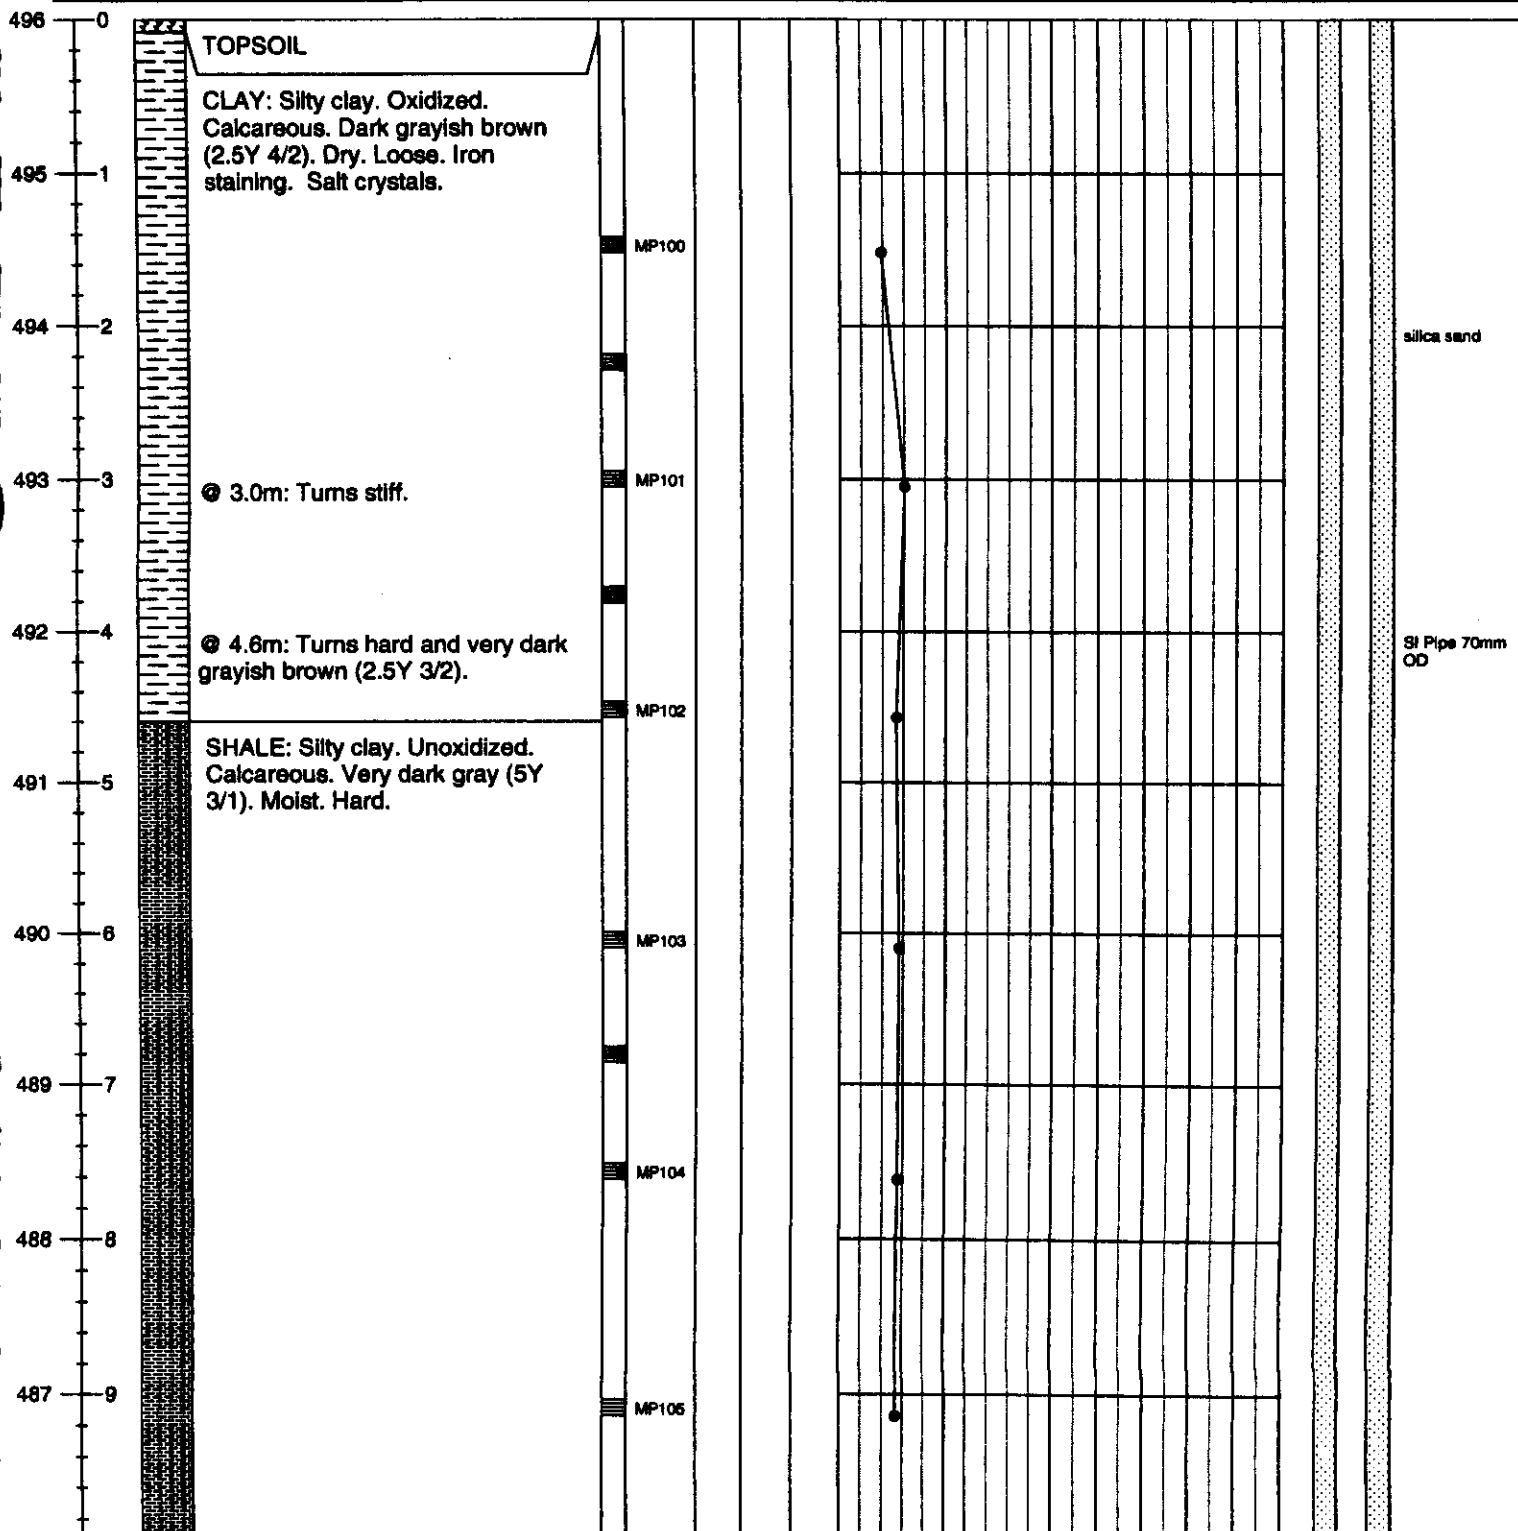 496 0
TOPSOIL
CLAY: Silty clay. Oxidized.
Calcareous. Dark grayish brown
(2.5Y 4/2). Dry. Loose. Iron
staining. Salt crystals.
495 1
MP100
494 2
silica sand
493 3
@ 3.0m: Turns stiff.
MP101
492 4
@ 4.6m: Turns hard and very dark
grayish brown (2.5Y 3/2).
SI Pipe 70mm
OD
MP102
SHALE: Silty clay. Unoxidized.
Calcareous. Very dark gray (5Y
3/1). Moist. Hard.
491 5
490 6
MP103
489 7
MP104
488 8
487 9
MP105